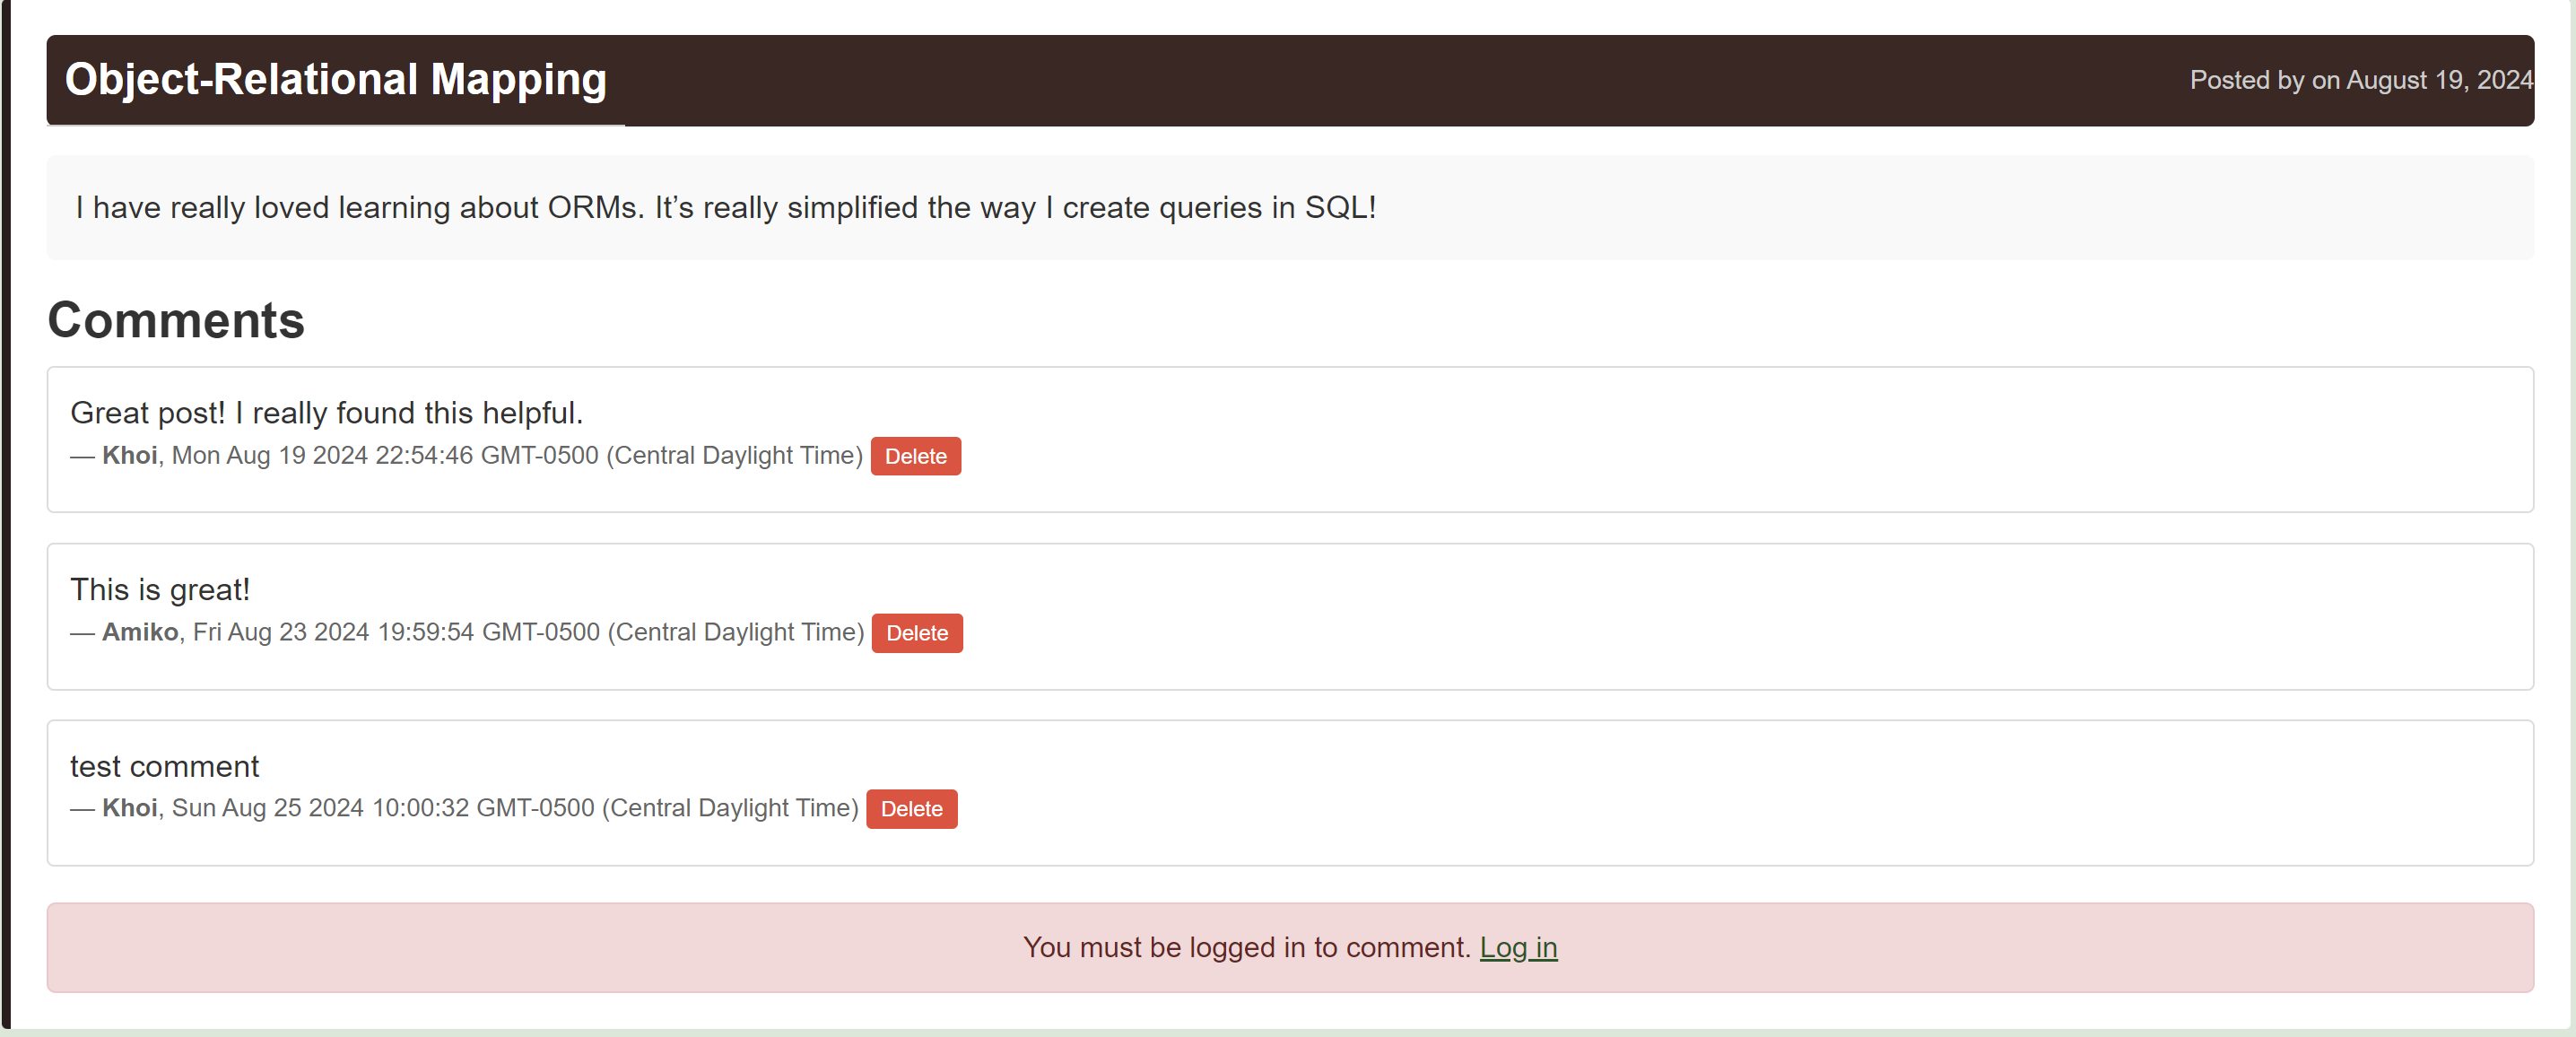 Object-Relational Mapping
Posted by on August 19, 2024
I have really loved learning about ORMs. It’s really simplified the way I create queries in SQL!
Comments
Great post! I really found this helpful.
— Khoi, Mon Aug 19 2024 22:54:46 GMT-0500 (Central Daylight Time) Delete
This is great!
— Amiko, Fri Aug 23 2024 19:59:54 GMT-0500 (Central Daylight Time) Delete
test comment
— Khoi, Sun Aug 25 2024 10:00:32 GMT-0500 (Central Daylight Time) Delete
You must be logged in to comment. Log in